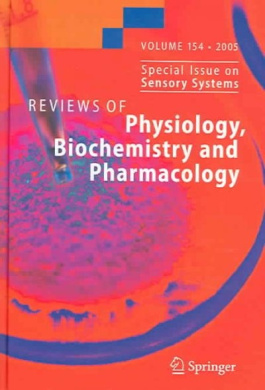 VOLUME 154 • 2005
Special Issue on
Sensory Systems
REVIEWS OF
Physiology,
Biochemistry and
Pharmacology
Springer